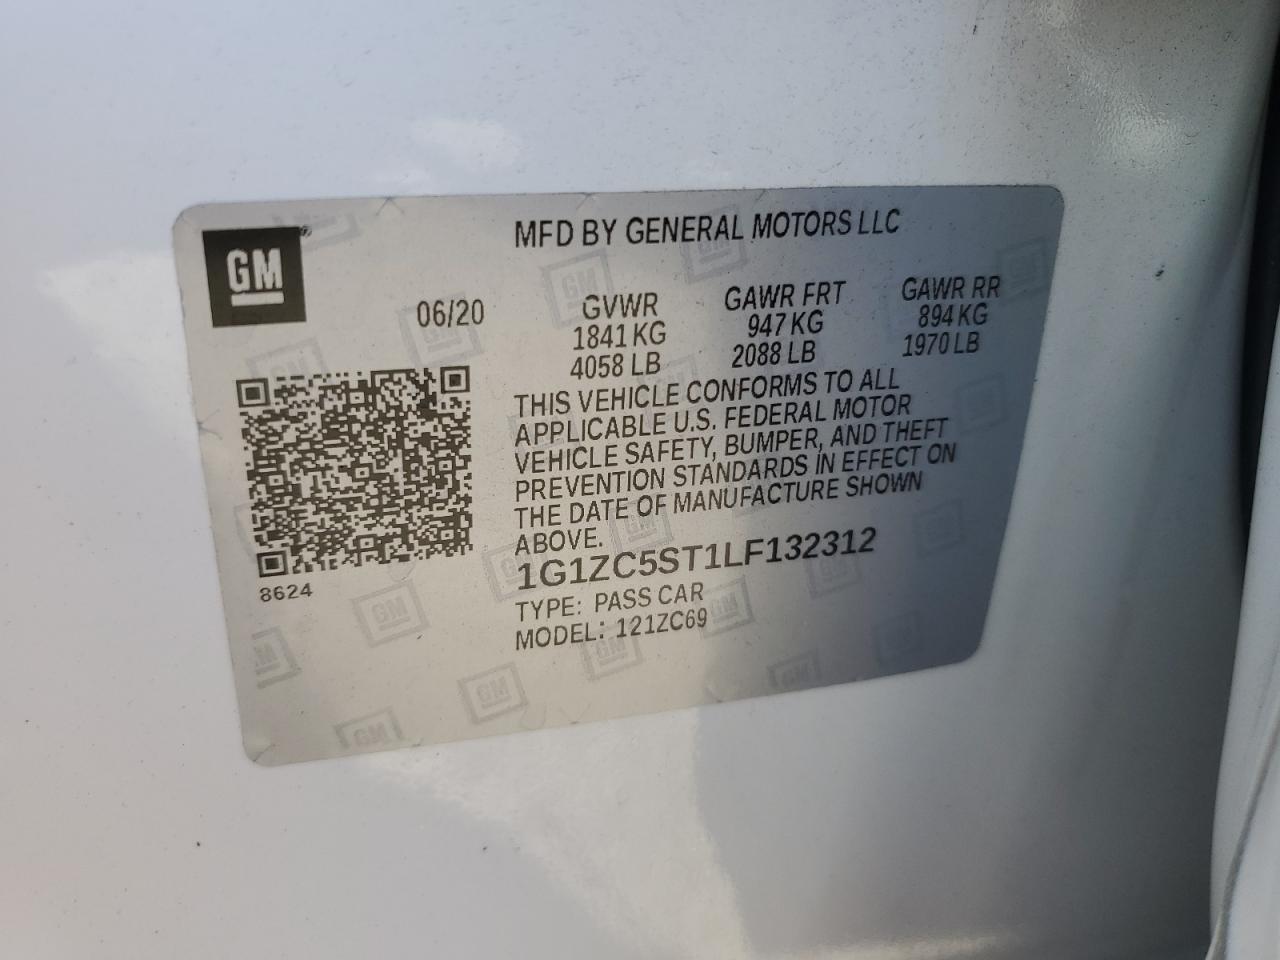 GM
MFD BY GENERAL MOTORS LLC
06/20
GVWR
1841 KG
4058 LB
GAWR FRT
947 KG
2088 LB
GAWR RR
894 KG
1970 LB
THIS VEHICLE CONFORMS TO ALL
APPLICABLE U.S. FEDERAL MOTOR
VEHICLE SAFETY, BUMPER, AND THEFT
PREVENTION STANDARDS IN EFFECT ON
THE DATE OF MANUFACTURE SHOWN
ABOVE.
8624
1G1ZC5ST1LF132312
TYPE: PASS CAR
MODEL: 121ZC69